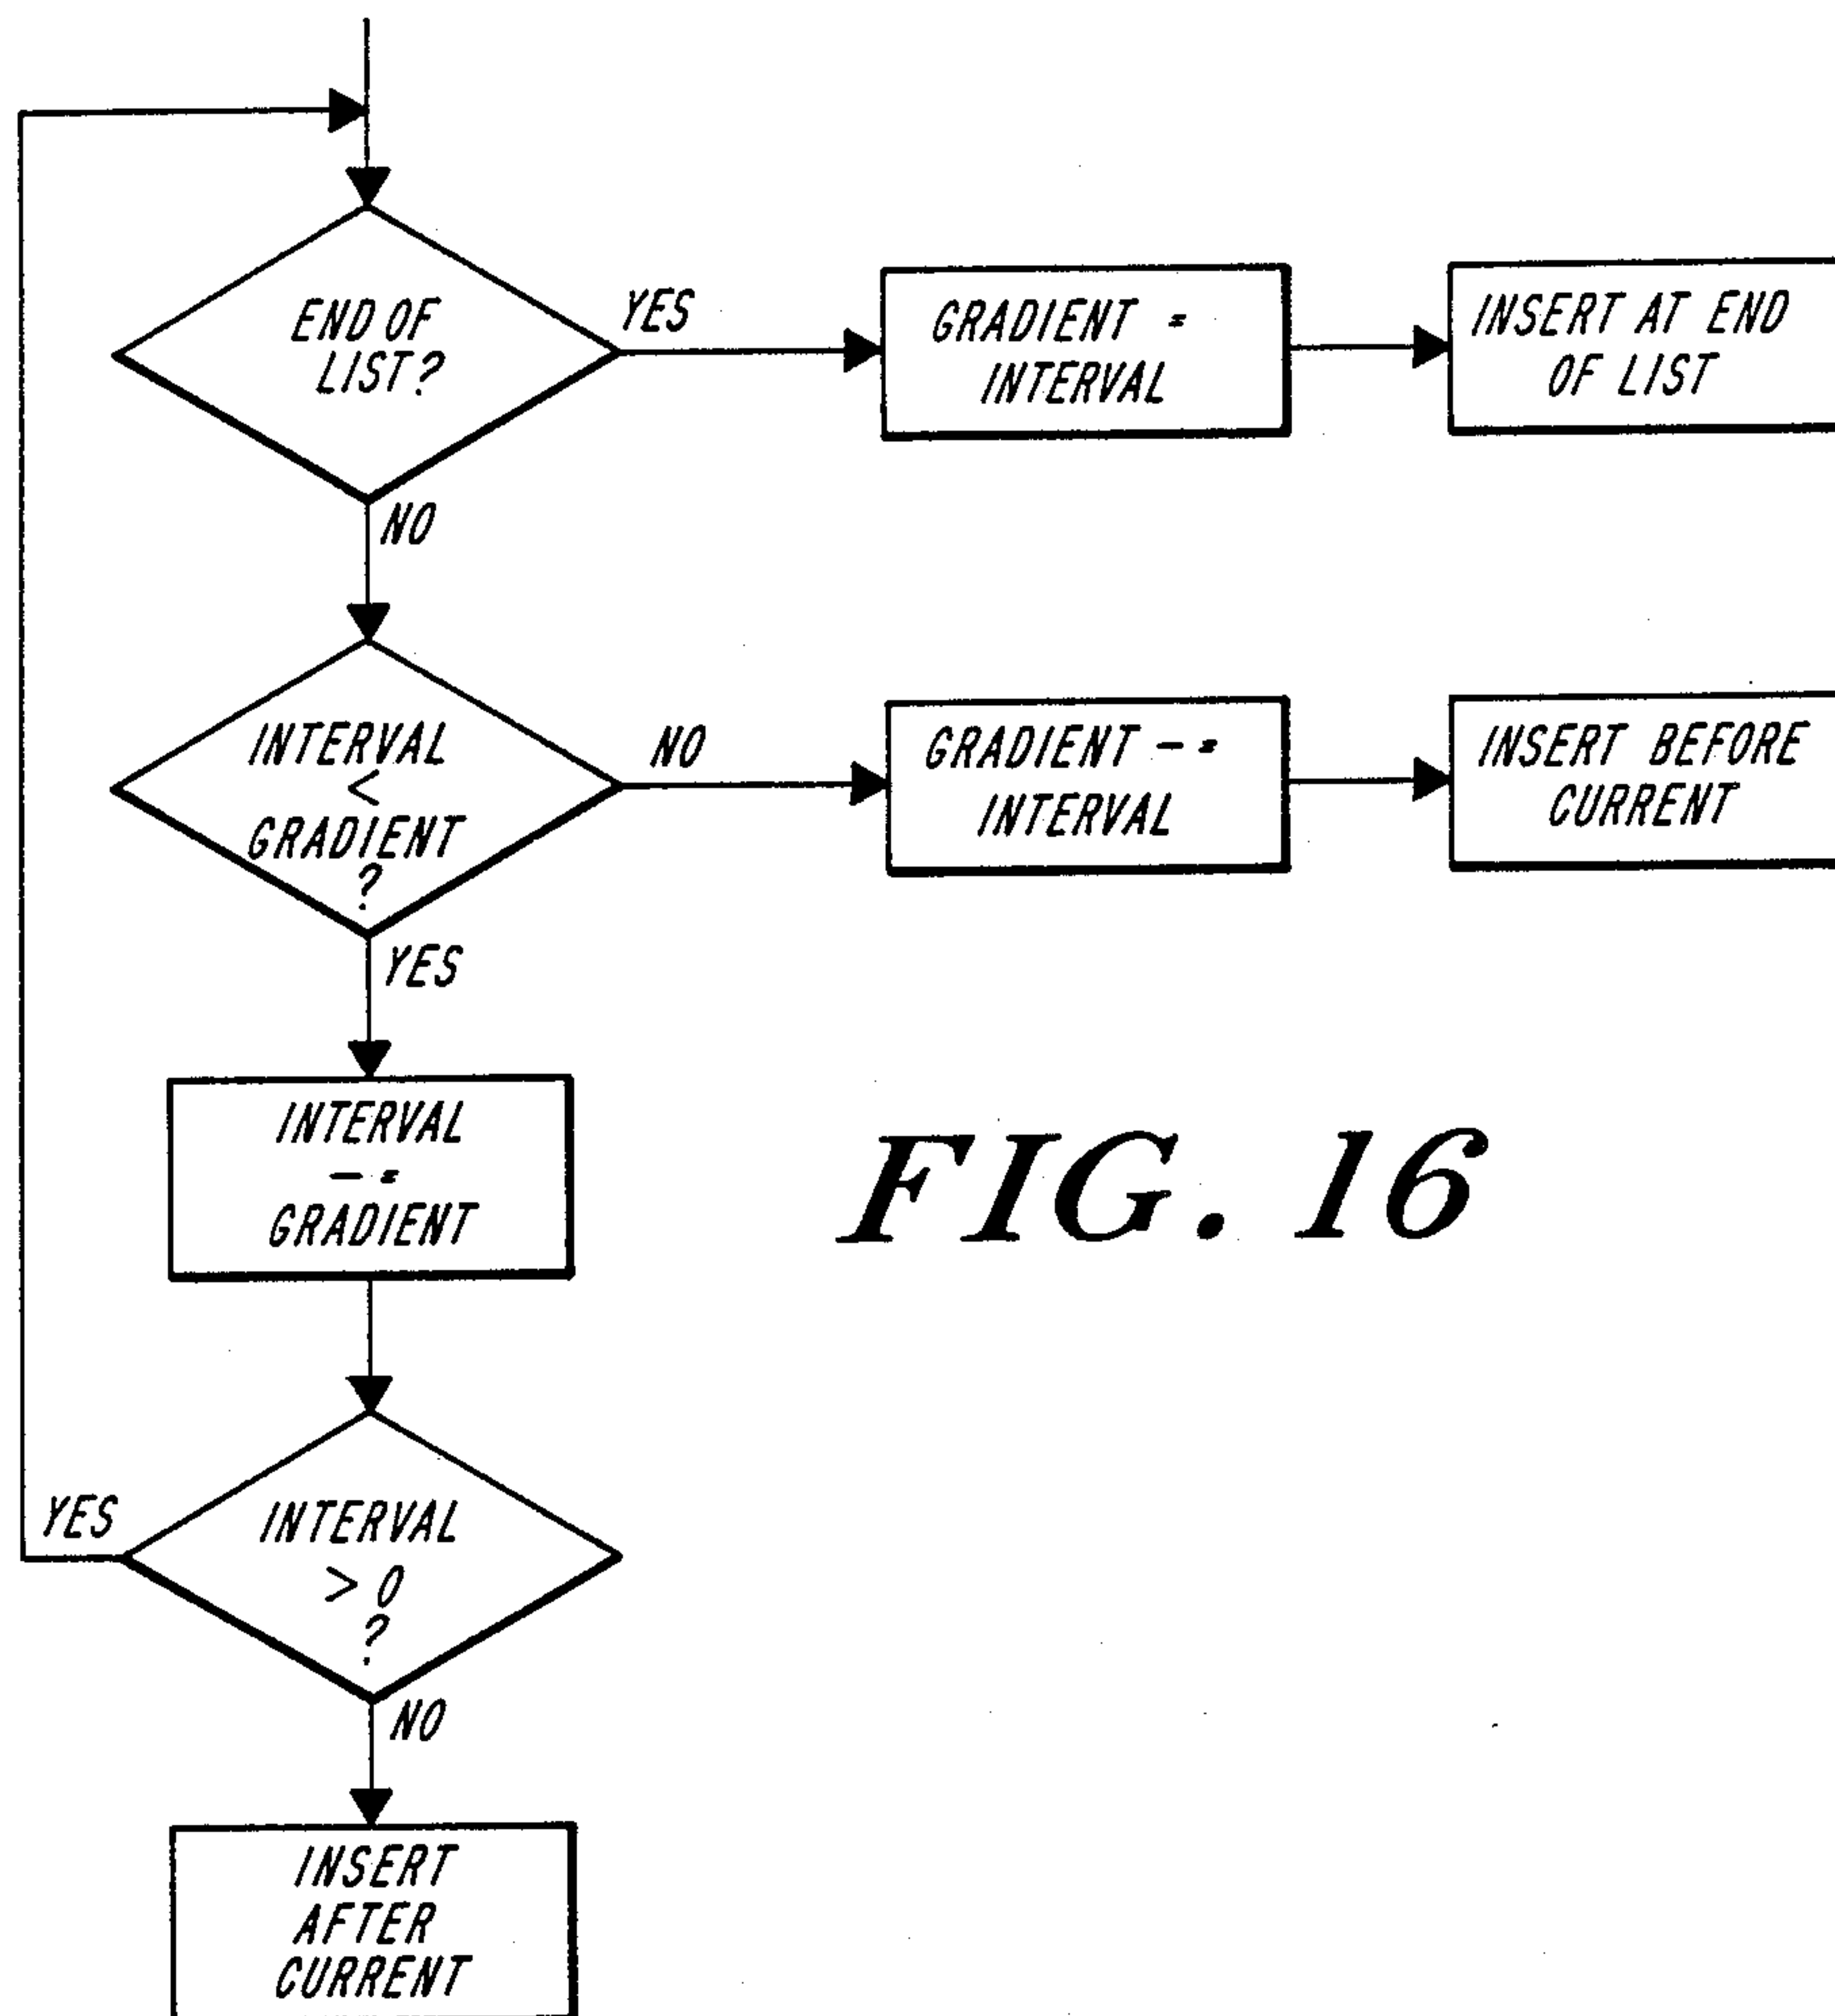 END OF
LIST?
YES
GRADIENT =
INTERVAL
INSERT AT END
OF LIST
NO
INTERVAL
<
GRADIENT
?
NO
GRADIENT -=
INTERVAL
INSERT BEFORE
CURRENT
YES
INTERVAL
-=
GRADIENT
FIG. 16
INTERVAL
> 0
?
YES
NO
INSERT
AFTER
CURRENT